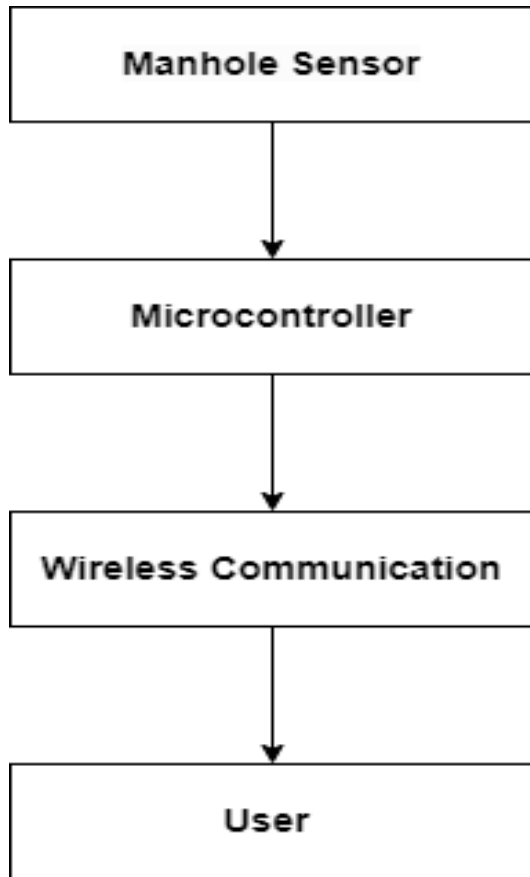 Manhole Sensor
Microcontroller
Wireless Communication
User